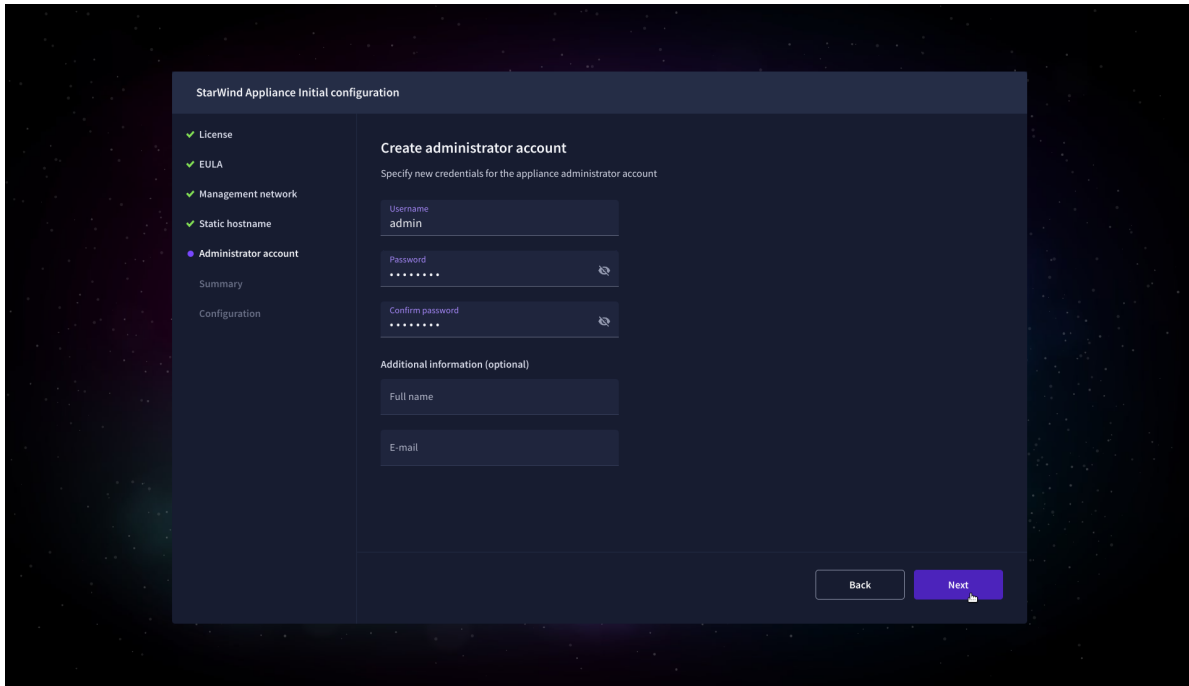 StarWind Appliance Initial configuration
License
EULA
Management network
Static hostname
Administrator account
Summary
Configuration
Create administrator account
Specify new credentials for the appliance administrator account
Username
admin
Password
••••••••
Confirm password
••••••••
Additional information (optional)
Full name
E-mail
Back
Next